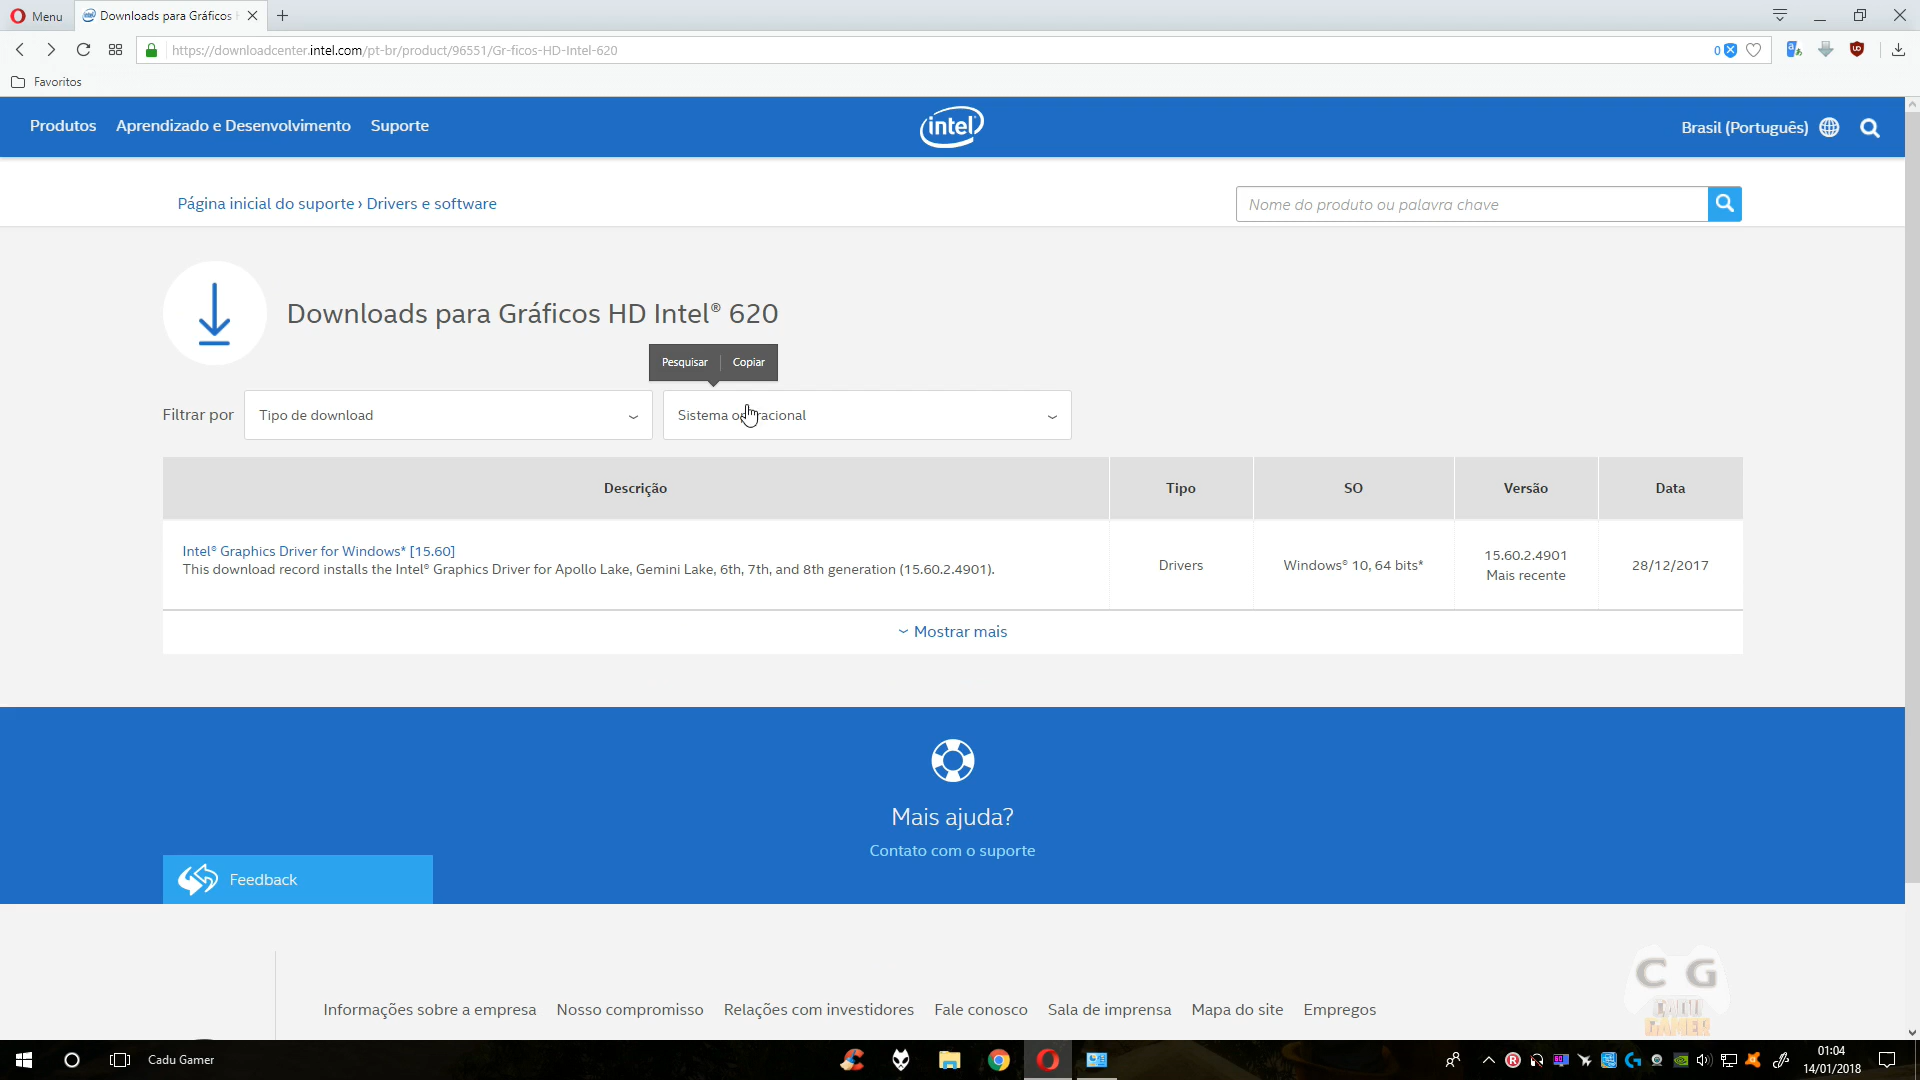 Menu
Downloads para Gráficos
https://downloadcenter.intel.com/pt-br/product/96551/Gr-ficos-HD-Intel-620
0
Favoritos
Produtos Aprendizado e Desenvolvimento Suporte
intel
Brasil (Português)
Página inicial do suporte › Drivers e software
Nome do produto ou palavra chave
Downloads para Gráficos HD Intel® 620
Pesquisar Copiar
Filtrar por
Tipo de download
Sistema operacional
Descrição Tipo SO Versão Data
Intel® Graphics Driver for Windows* [15.60]
This download record installs the Intel® Graphics Driver for Apollo Lake, Gemini Lake, 6th, 7th, and 8th generation (15.60.2.4901).
Drivers
Windows® 10, 64 bits*
15.60.2.4901
Mais recente
28/12/2017
Mostrar mais
Mais ajuda?
Contato com o suporte
Feedback
C G
CADU
GAMER
Informações sobre a empresa Nosso compromisso Relações com investidores Fale conosco Sala de imprensa Mapa do site Empregos
Cadu Gamer
01:04
14/01/2018